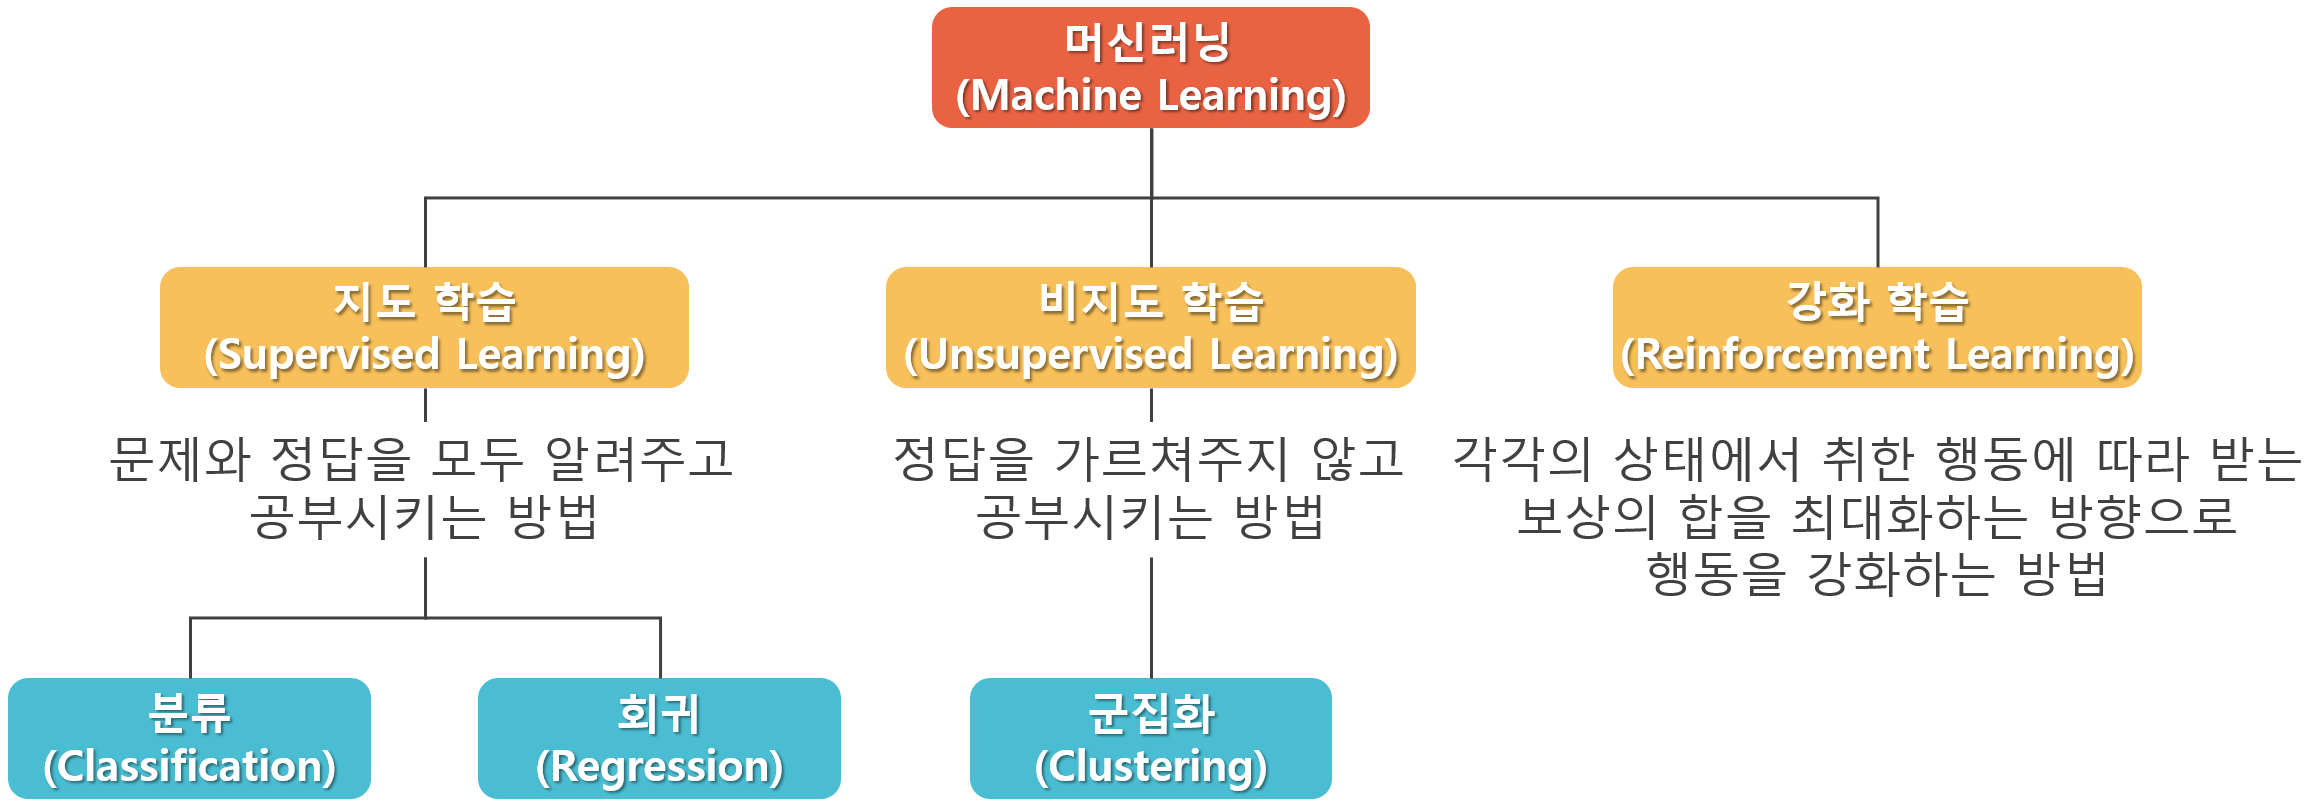 머신러닝
(Machine Learning)
지도 학습
(Supervised Learning)
문제와 정답을 모두 알려주고
공부시키는 방법
분류
(Classification)
회귀
(Regression)
비지도 학습
(Unsupervised Learning)
정답을 가르쳐주지 않고
공부시키는 방법
군집화
(Clustering)
강화 학습
(Reinforcement Learning)
각각의 상태에서 취한 행동에 따라 받는
보상의 합을 최대화하는 방향으로
행동을 강화하는 방법